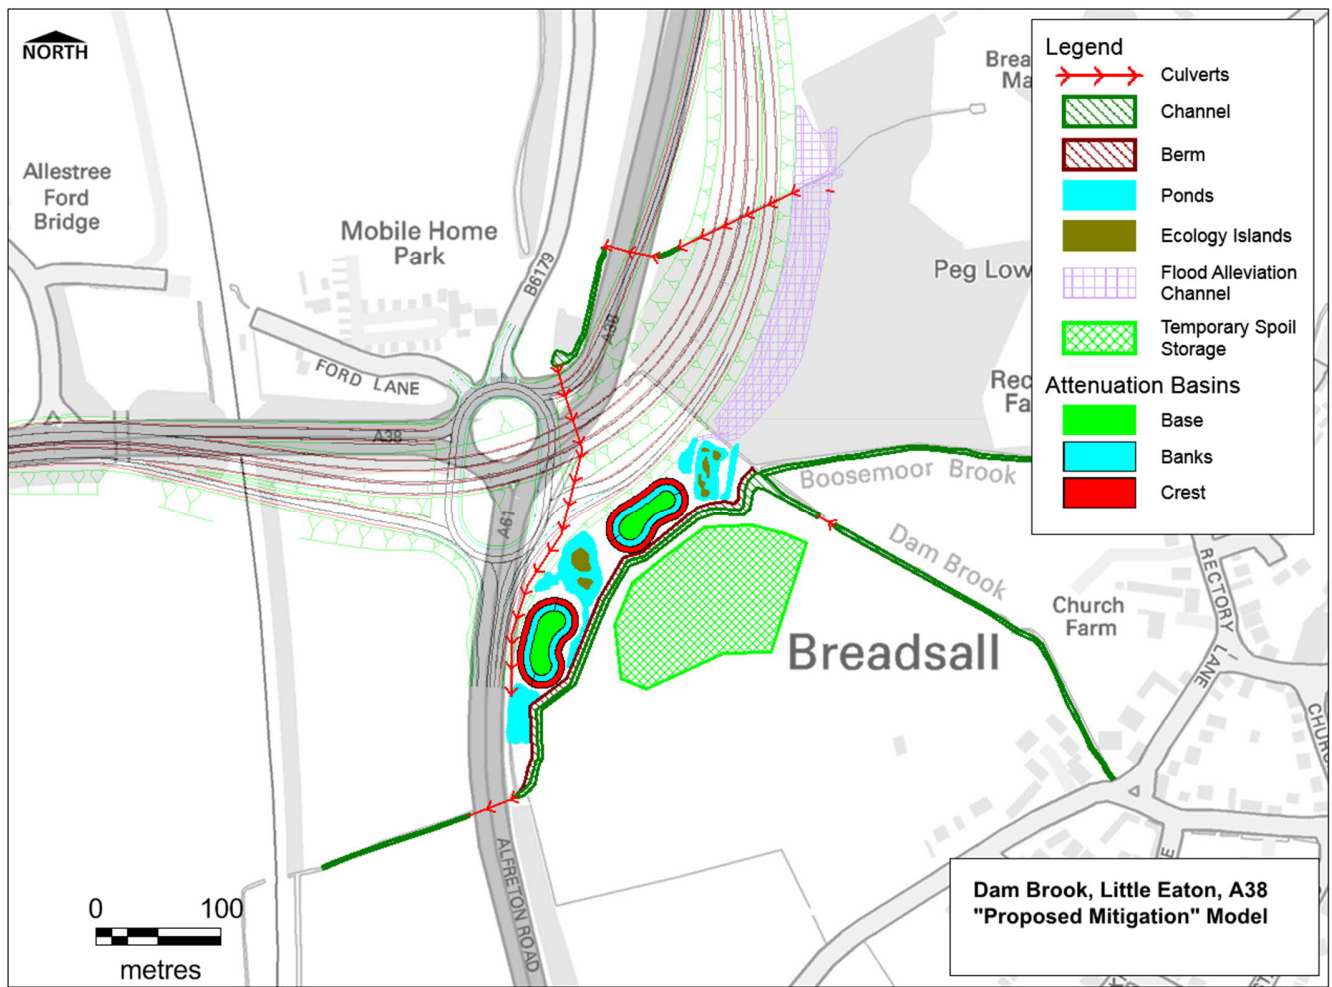 NORTH
Allestree
Ford
Bridge
Mobile Home
Park
B6179
A38
FORD LANE
A38
A61
Peg Low
Boosemoor Brook
Dam Brook
Church
Farm
Breadsall
RECTORY LANE
ALFRETON ROAD
0 100
metres
Legend
Culverts
Channel
Berm
Ponds
Ecology Islands
Flood Alleviation
Channel
Temporary Spoil
Storage
Attenuation Basins
Base
Banks
Crest
Dam Brook, Little Eaton, A38
"Proposed Mitigation" Model